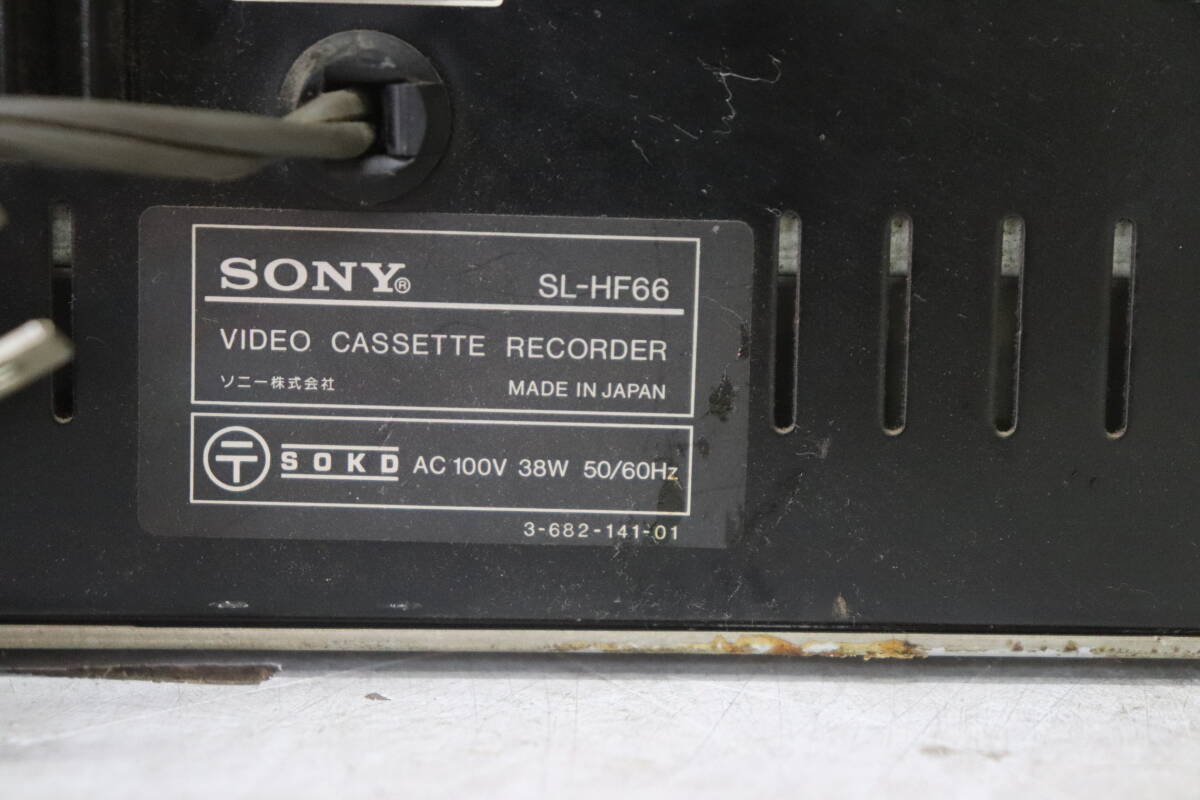 SONY® SL-HF66
VIDEO CASSETTE RECORDER
ソニー株式会社 MADE IN JAPAN
〒 SOKD AC 100V 38W 50/60Hz
3-682-141-01